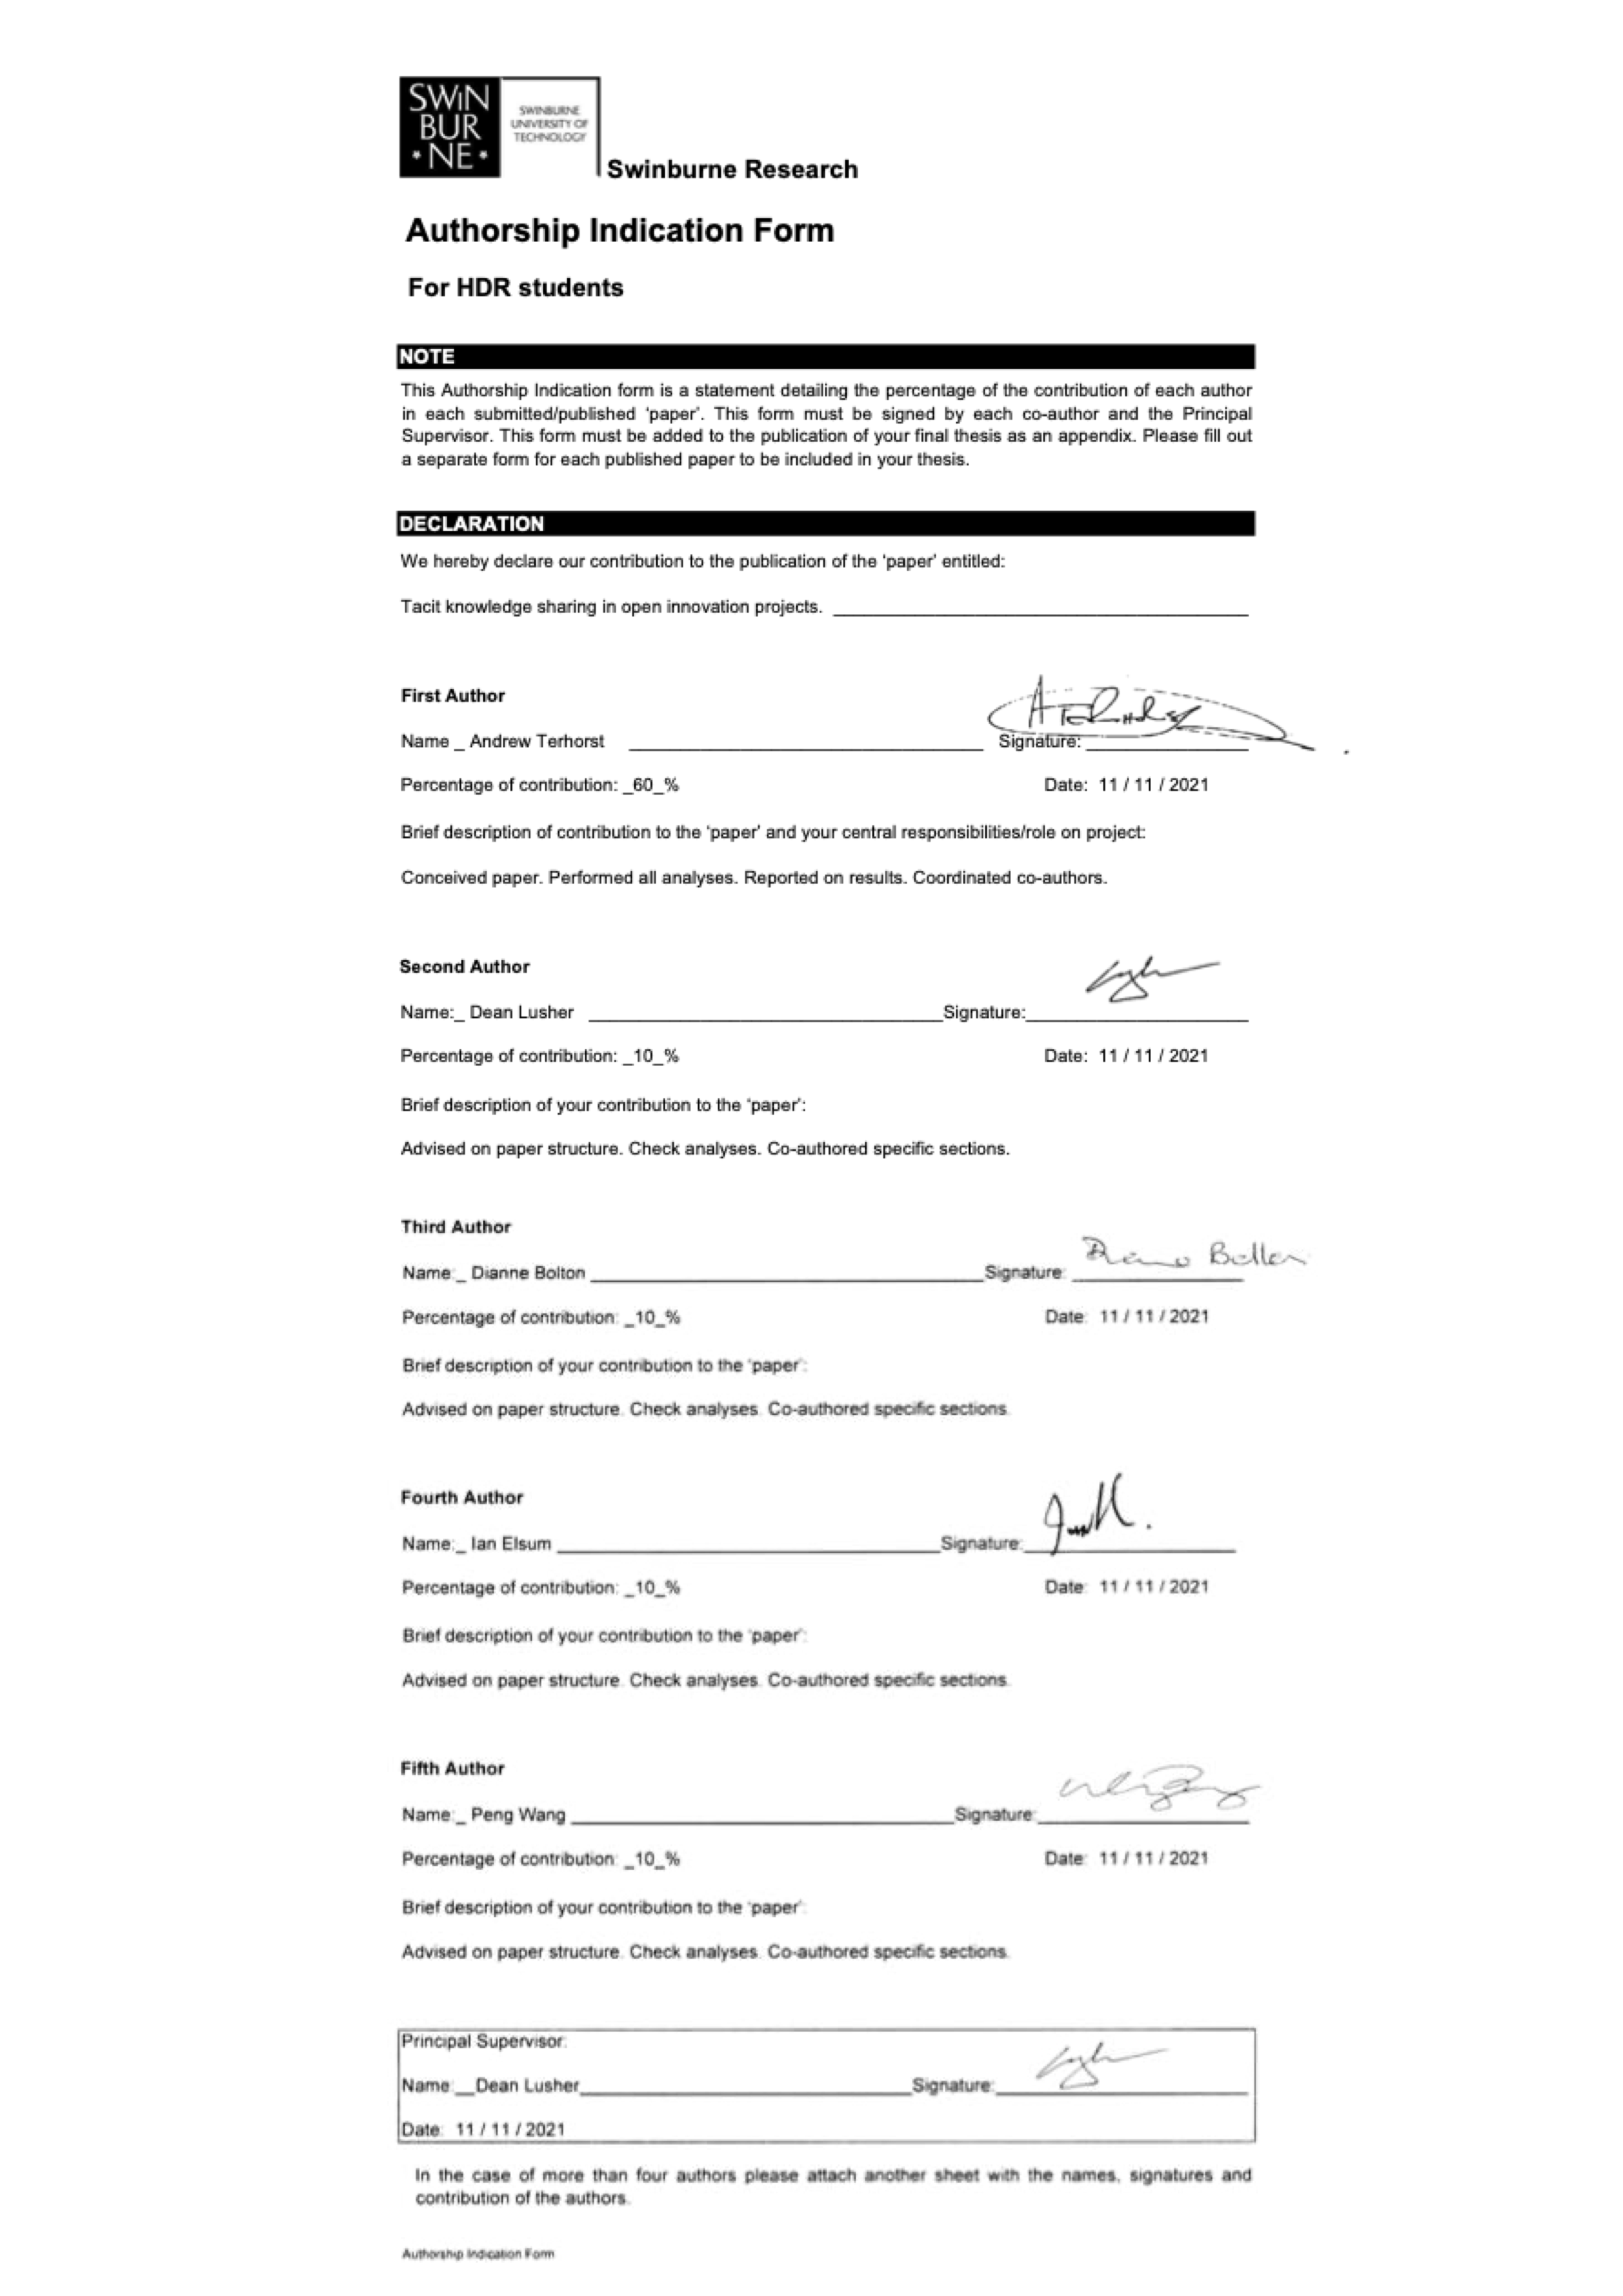 SWIN
BUR
*NE*
SWINBURNE
UNIVERSITY OF
TECHNOLOGY
Swinburne Research
Authorship Indication Form
For HDR students
NOTE
This Authorship Indication form is a statement detailing the percentage of the contribution of each author
in each submitted/published 'paper'. This form must be signed by each co-author and the Principal
Supervisor. This form must be added to the publication of your final thesis as an appendix. Please fill out
a separate form for each published paper to be included in your thesis.
DECLARATION
We hereby declare our contribution to the publication of the 'paper' entitled:
Tacit knowledge sharing in open innovation projects.
First Author
Name _ Andrew Terhorst Signature:
Percentage of contribution: _60_% Date: 11 / 11 / 2021
Brief description of contribution to the 'paper' and your central responsibilities/role on project:
Conceived paper. Performed all analyses. Reported on results. Coordinated co-authors.
Second Author
Name:_ Dean Lusher Signature:
Percentage of contribution: _10_% Date: 11 / 11 / 2021
Brief description of your contribution to the 'paper':
Advised on paper structure. Check analyses. Co-authored specific sections.
Third Author
Name:_ Dianne Bolton Signature:
Percentage of contribution: _10_% Date: 11 / 11 / 2021
Brief description of your contribution to the 'paper':
Advised on paper structure. Check analyses. Co-authored specific sections.
Fourth Author
Name:_ Ian Elsum Signature:
Percentage of contribution: _10_% Date: 11 / 11 / 2021
Brief description of your contribution to the 'paper':
Advised on paper structure. Check analyses. Co-authored specific sections.
Fifth Author
Name:_ Peng Wang Signature:
Percentage of contribution: _10_% Date: 11 / 11 / 2021
Brief description of your contribution to the 'paper':
Advised on paper structure. Check analyses. Co-authored specific sections.
Principal Supervisor:
Name:__Dean Lusher Signature:
Date: 11 / 11 / 2021
In the case of more than four authors please attach another sheet with the names, signatures and
contribution of the authors.
Authorship Indication Form